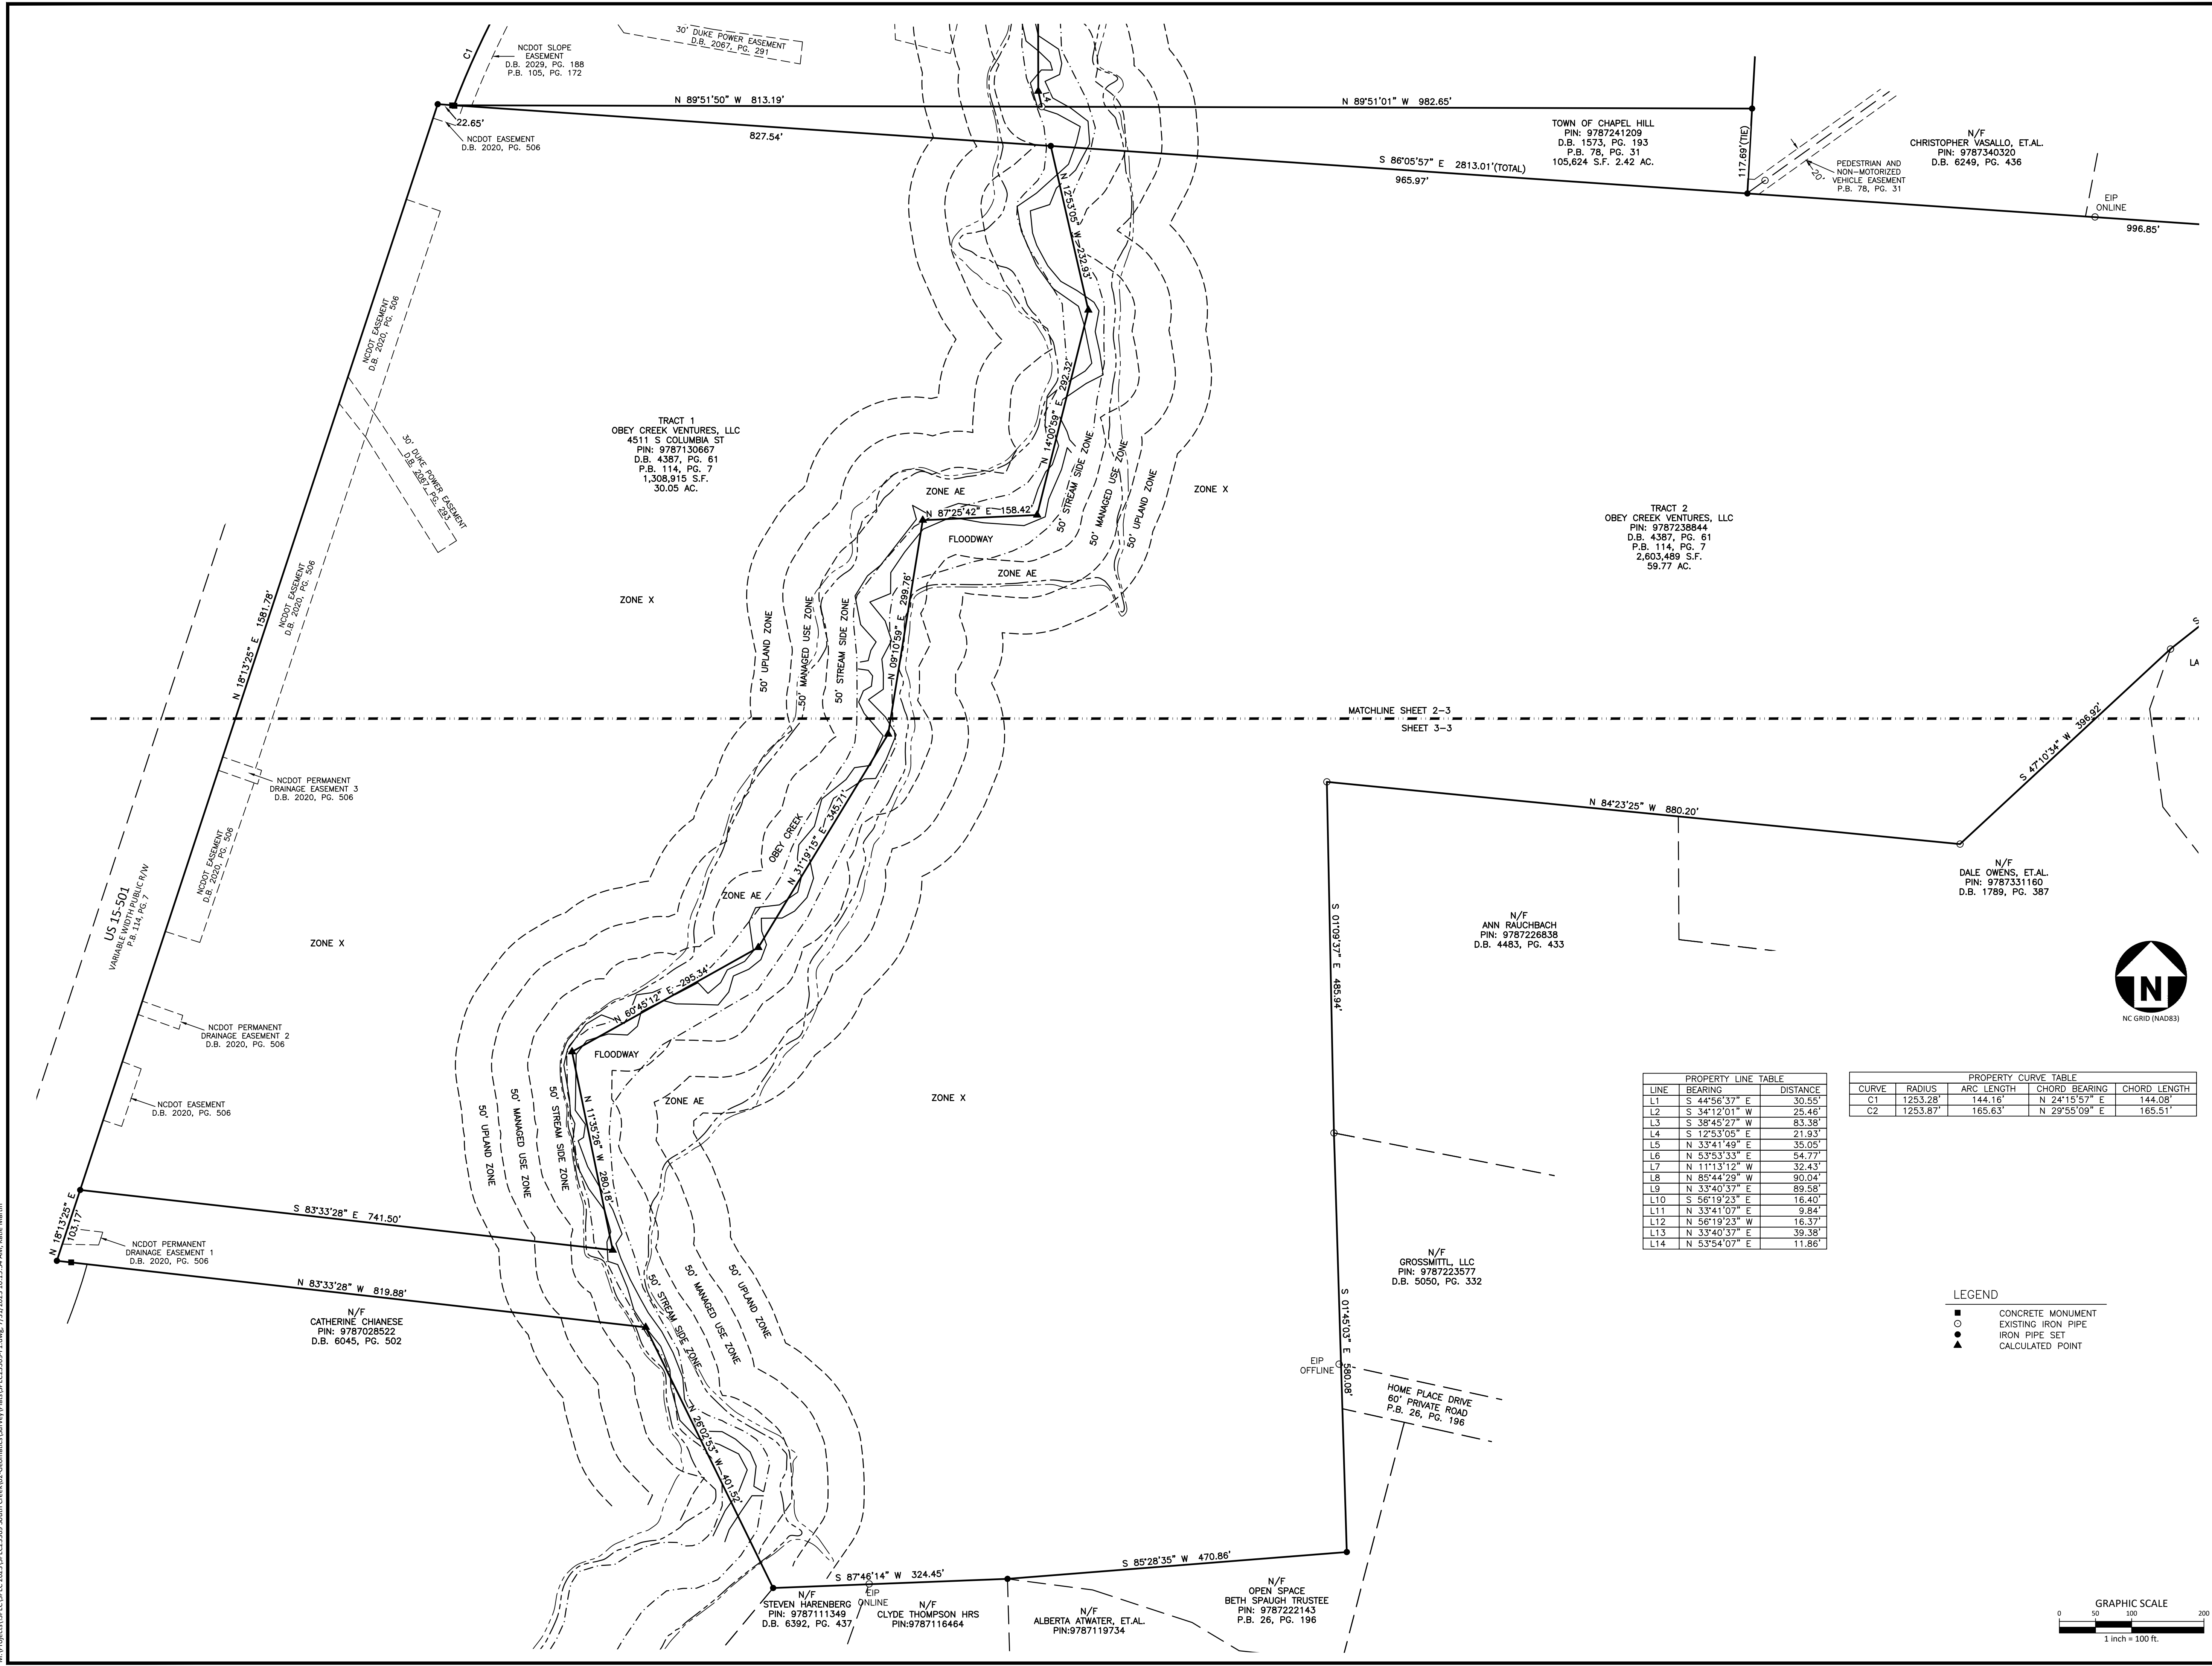 C1
NCDOT SLOPE
EASEMENT
D.B. 2029, PG. 188
P.B. 105, PG. 172
30' DUKE POWER EASEMENT
D.B. 2067, PG. 291
N 89°51'50" W 813.19'
L4
N 89°51'01" W 982.65'
22.65'
NCDOT EASEMENT
D.B. 2020, PG. 506
827.54'
S 86°05'57" E 2813.01'(TOTAL)
965.97'
TOWN OF CHAPEL HILL
PIN: 9787241209
D.B. 1573, PG. 193
P.B. 78, PG. 31
105,624 S.F. 2.42 AC.
117.69'(TIE)
20'
PEDESTRIAN AND
NON-MOTORIZED
VEHICLE EASEMENT
P.B. 78, PG. 31
N/F
CHRISTOPHER VASALLO, ET.AL.
PIN: 9787340320
D.B. 6249, PG. 436
EIP
ONLINE
996.85'
N 12°53'05" W 232.93'
NCDOT EASEMENT
D.B. 2020, PG. 506
30' DUKE POWER EASEMENT
D.B. 2067, PG. 293
TRACT 1
OBEY CREEK VENTURES, LLC
4511 S COLUMBIA ST
PIN: 9787130667
D.B. 4387, PG. 61
P.B. 114, PG. 7
1,308,915 S.F.
30.05 AC.
N 14°00'59" E 292.32'
50' STREAM SIDE ZONE
50' MANAGED USE ZONE
50' UPLAND ZONE
ZONE X
ZONE AE
N 87°25'42" E 158.42'
FLOODWAY
ZONE AE
TRACT 2
OBEY CREEK VENTURES, LLC
PIN: 9787238844
D.B. 4387, PG. 61
P.B. 114, PG. 7
2,603,489 S.F.
59.77 AC.
N 18°13'25" E 1581.78'
NCDOT EASEMENT
D.B. 2020, PG. 506
ZONE X
50' UPLAND ZONE
50' MANAGED USE ZONE
50' STREAM SIDE ZONE
N 09°10'59" E 299.76'
S
LA
MATCHLINE SHEET 2-3
SHEET 3-3
S 47°10'34" W 396.92'
NCDOT PERMANENT
DRAINAGE EASEMENT 3
D.B. 2020, PG. 506
NCDOT EASEMENT
D.B. 2020, PG. 506
OBEY CREEK
N 31°19'15" E 345.71'
N 84°23'25" W 880.20'
N/F
DALE OWENS, ET.AL.
PIN: 9787331160
D.B. 1789, PG. 387
US 15-501
VARIABLE WIDTH PUBLIC R/W
P.B. 114, PG. 7
ZONE X
ZONE AE
N 60°45'12" E 295.34'
S 01°09'37" E 485.94'
N/F
ANN RAUCHBACH
PIN: 9787226838
D.B. 4483, PG. 433
N
NC GRID (NAD83)
NCDOT PERMANENT
DRAINAGE EASEMENT 2
D.B. 2020, PG. 506
NCDOT EASEMENT
D.B. 2020, PG. 506
FLOODWAY
ZONE AE
ZONE X
50' UPLAND ZONE
50' MANAGED USE ZONE
50' STREAM SIDE ZONE
N 11°35'26" W 280.18'
PROPERTY LINE TABLE
LINE BEARING DISTANCE
L1 S 44°56'37" E 30.55'
L2 S 34°12'01" W 25.46'
L3 S 38°45'27" W 83.38'
L4 S 12°53'05" E 21.93'
L5 N 33°41'49" E 35.05'
L6 N 53°53'33" E 54.77'
L7 N 11°13'12" W 32.43'
L8 N 85°44'29" W 90.04'
L9 N 33°40'37" E 89.58'
L10 S 56°19'23" E 16.40'
L11 N 33°41'07" E 9.84'
L12 N 56°19'23" W 16.37'
L13 N 33°40'37" E 39.38'
L14 N 53°54'07" E 11.86'
PROPERTY CURVE TABLE
CURVE RADIUS ARC LENGTH CHORD BEARING CHORD LENGTH
C1 1253.28' 144.16' N 24°15'57" E 144.08'
C2 1253.87' 165.63' N 29°55'09" E 165.51'
N 18°13'25" E
103.17'
S 83°33'28" E 741.50'
NCDOT PERMANENT
DRAINAGE EASEMENT 1
D.B. 2020, PG. 506
N 83°33'28" W 819.88'
N/F
CATHERINE CHIANESE
PIN: 9787028522
D.B. 6045, PG. 502
50' STREAM SIDE ZONE
50' MANAGED USE ZONE
50' UPLAND ZONE
N/F
GROSSMITTL, LLC
PIN: 9787223577
D.B. 5050, PG. 332
S 01°45'03" E 580.08'
EIP
OFFLINE
HOME PLACE DRIVE
60' PRIVATE ROAD
P.B. 26, PG. 196
LEGEND
CONCRETE MONUMENT
EXISTING IRON PIPE
IRON PIPE SET
CALCULATED POINT
N 26°02'53" W 401.52'
S 87°46'14" W 324.45'
S 85°28'35" W 470.86'
N/F
STEVEN HARENBERG
PIN: 9787111349
D.B. 6392, PG. 437
EIP
ONLINE
N/F
CLYDE THOMPSON HRS
PIN:9787116464
N/F
ALBERTA ATWATER, ET.AL.
PIN:9787119734
N/F
OPEN SPACE
BETH SPAUGH TRUSTEE
PIN: 9787222143
P.B. 26, PG. 196
GRAPHIC SCALE
0 50 100 200
1 inch = 100 ft.